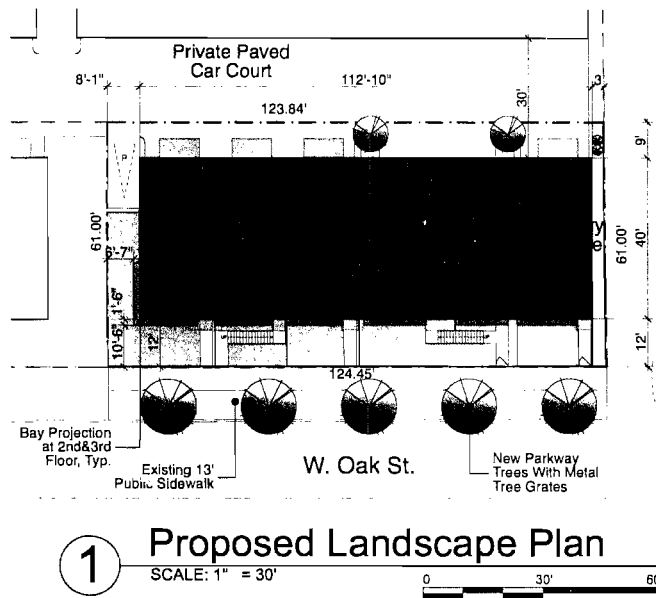 Private Paved
Car Court
8'-1"
112'-10"
3'
123.84'
30'
9'
P
61.00'
6'-7"
40'
61.00'
1'-6"
10'-6"
12'
12'
124.45'
Bay Projection
at 2nd&3rd
Floor, Typ.
Existing 13'
Public Sidewalk
W. Oak St.
New Parkway
Trees With Metal
Tree Grates
1
Proposed Landscape Plan
SCALE: 1" = 30'
0
30'
60